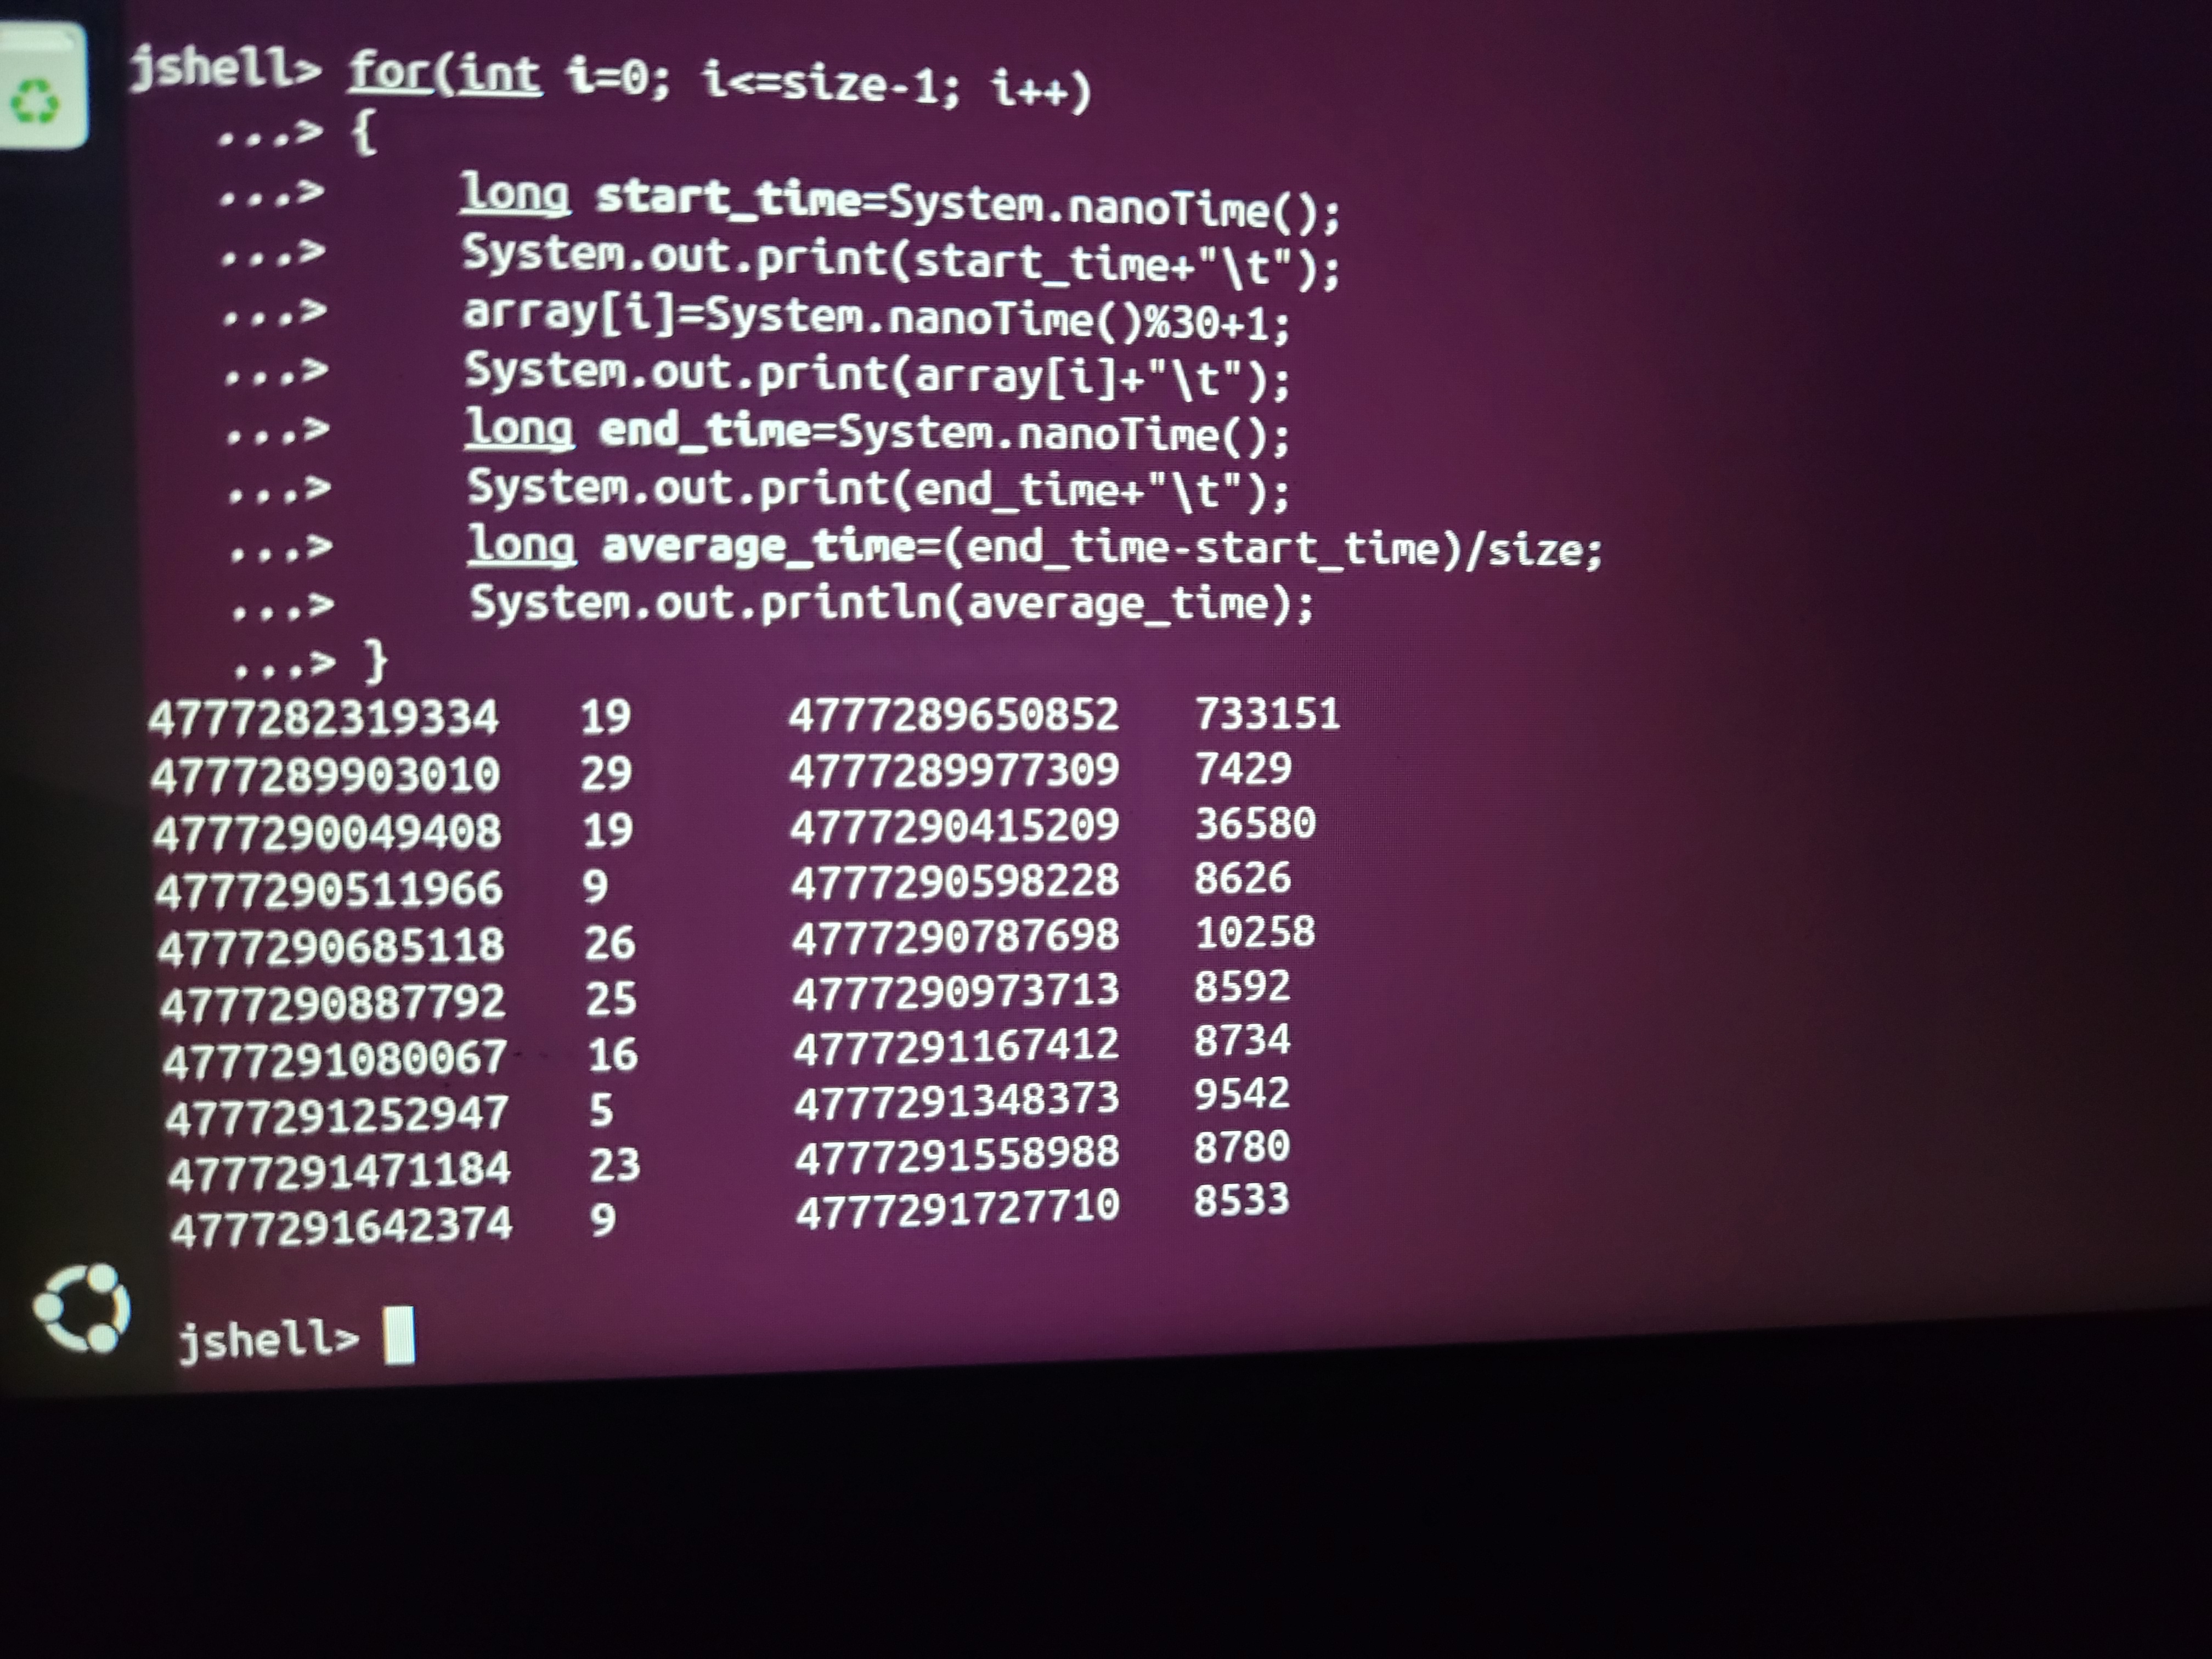 jshell> for(int i=0; i<=size-1; i++)
...> {
...> long start_time=System.nanoTime();
...> System.out.print(start_time+"\t");
...> array[i]=System.nanoTime()%30+1;
...> System.out.print(array[i]+"\t");
...> long end_time=System.nanoTime();
...> System.out.print(end_time+"\t");
...> long average_time=(end_time-start_time)/size;
...> System.out.println(average_time);
...> }
4777282319334 19 4777289650852 733151
4777289903010 29 4777289977309 7429
4777290049408 19 4777290415209 36580
4777290511966 9 4777290598228 8626
4777290685118 26 4777290787698 10258
4777290887792 25 4777290973713 8592
4777291080067 16 4777291167412 8734
4777291252947 5 4777291348373 9542
4777291471184 23 4777291558988 8780
4777291642374 9 4777291727710 8533
jshell>